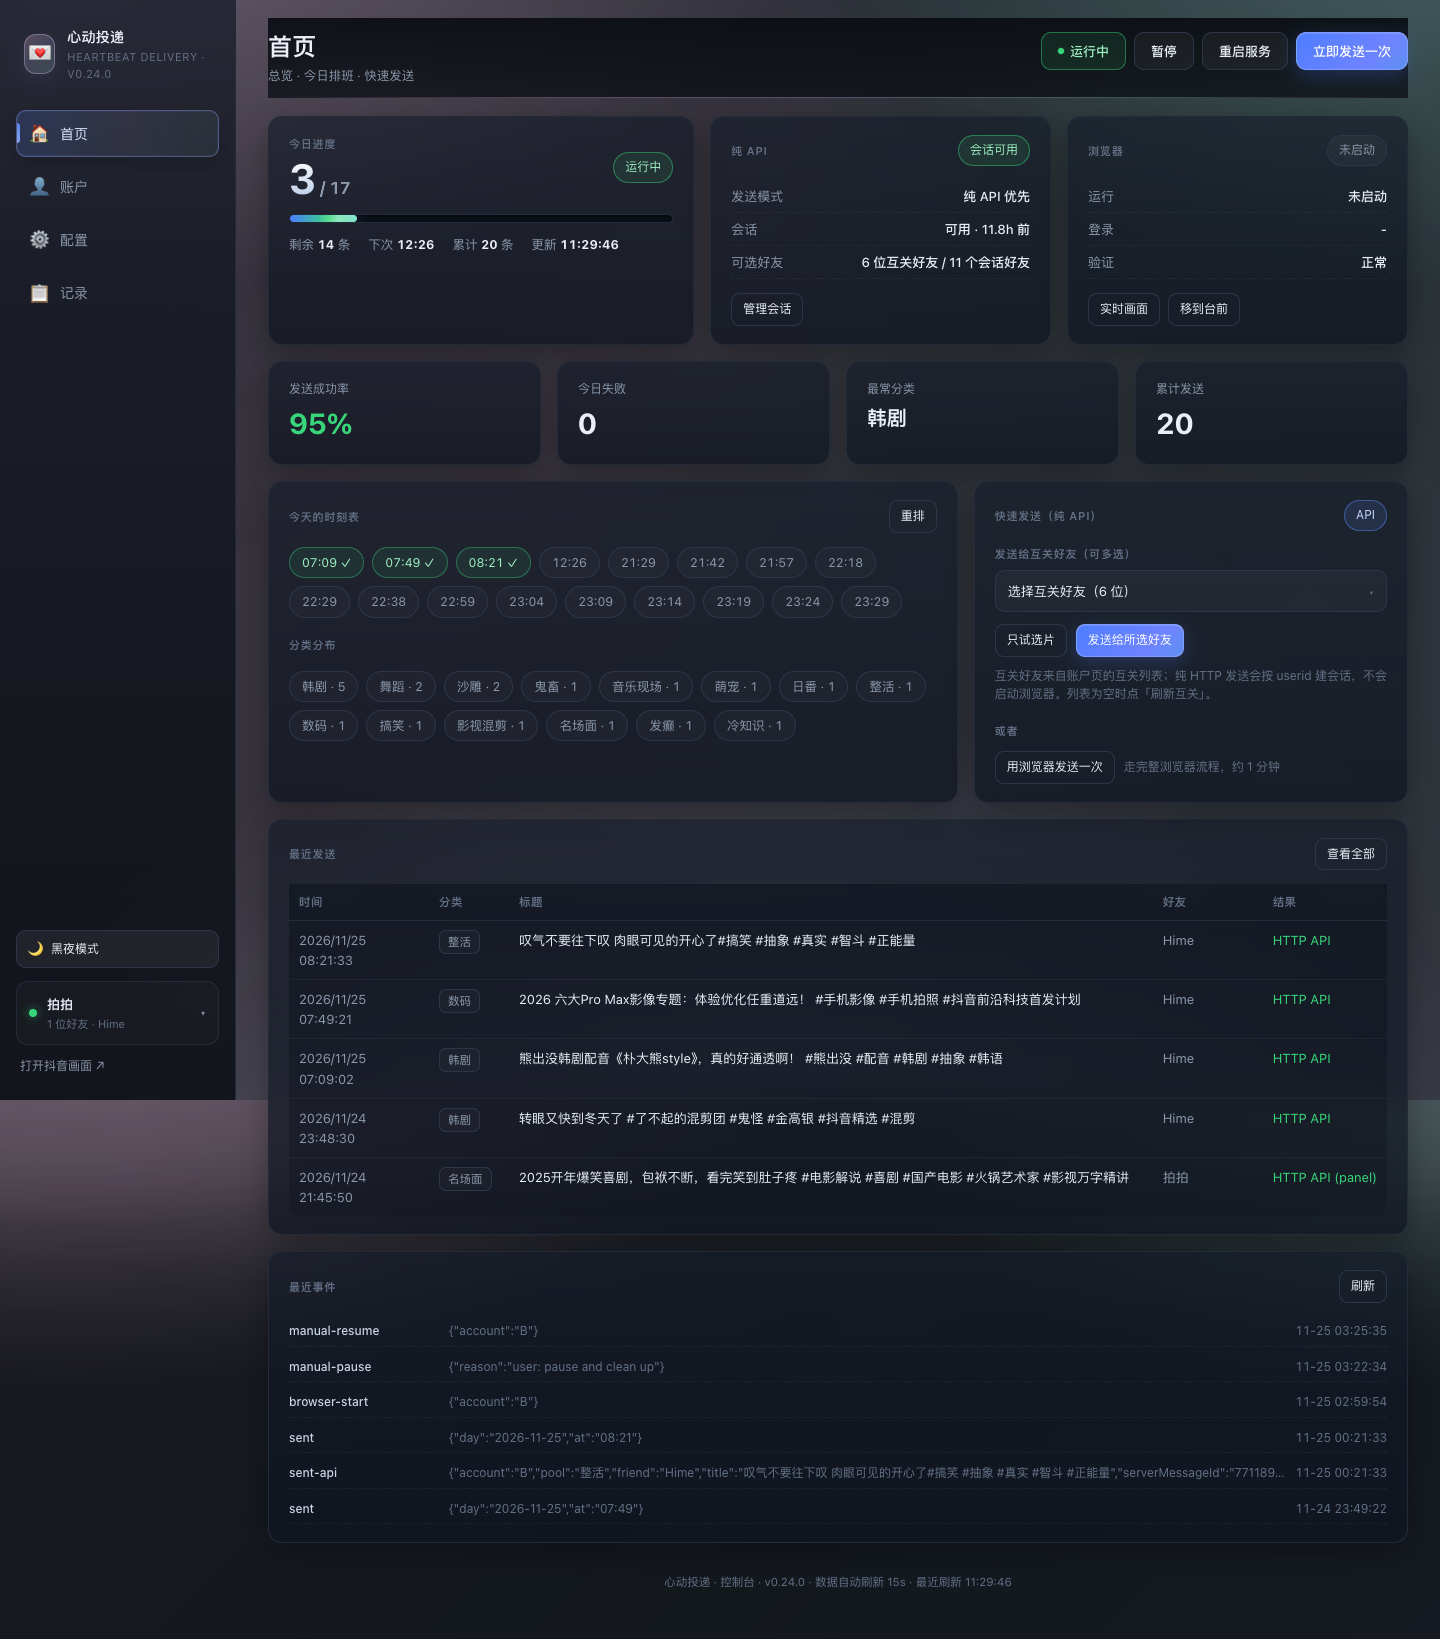 心动投递
HEARTBEAT DELIVERY ·
V0.24.0
首页
账户
配置
记录
黑夜模式
拍拍
1 位好友 · Hime
打开抖音画面 ↗
首页
总览 · 今日排班 · 快速发送
运行中
暂停
重启服务
立即发送一次
今日进度
3 / 17
运行中
剩余 14 条 下次 12:26 累计 20 条 更新 11:29:46
纯 API
会话可用
发送模式 纯 API 优先
会话 可用 · 11.8h 前
可选好友 6 位互关好友 / 11 个会话好友
管理会话
浏览器
未启动
运行 未启动
登录 -
验证 正常
实时画面 移到台前
发送成功率
95%
今日失败
0
最常分类
韩剧
累计发送
20
今天的时刻表
重排
07:09 ✓ 07:49 ✓ 08:21 ✓ 12:26 21:29 21:42 21:57 22:18
22:29 22:38 22:59 23:04 23:09 23:14 23:19 23:24 23:29
分类分布
韩剧 · 5 舞蹈 · 2 沙雕 · 2 鬼畜 · 1 音乐现场 · 1 萌宠 · 1 日番 · 1 整活 · 1
数码 · 1 搞笑 · 1 影视混剪 · 1 名场面 · 1 发癫 · 1 冷知识 · 1
快速发送（纯 API）
API
发送给互关好友（可多选）
选择互关好友（6 位）
只试选片 发送给所选好友
互关好友来自账户页的互关列表；纯 HTTP 发送会按 userid 建会话，不会
启动浏览器。列表为空时点「刷新互关」。
或者
用浏览器发送一次 走完整浏览器流程，约 1 分钟
最近发送
查看全部
时间 分类 标题 好友 结果
2026/11/25 08:21:33 整活 叹气不要往下叹 肉眼可见的开心了#搞笑 #抽象 #真实 #智斗 #正能量 Hime HTTP API
2026/11/25 07:49:21 数码 2026 六大Pro Max影像专题：体验优化任重道远！ #手机影像 #手机拍照 #抖音前沿科技首发计划 Hime HTTP API
2026/11/25 07:09:02 韩剧 熊出没韩剧配音《朴大熊style》，真的好通透啊！ #熊出没 #配音 #韩剧 #抽象 #韩语 Hime HTTP API
2026/11/24 23:48:30 韩剧 转眼又快到冬天了 #了不起的混剪团 #鬼怪 #金高银 #抖音精选 #混剪 Hime HTTP API
2026/11/24 21:45:50 名场面 2025开年爆笑喜剧，包袱不断，看完笑到肚子疼 #电影解说 #喜剧 #国产电影 #火锅艺术家 #影视万字精讲 拍拍 HTTP API (panel)
最近事件
刷新
manual-resume {"account":"B"} 11-25 03:25:35
manual-pause {"reason":"user: pause and clean up"} 11-25 03:22:34
browser-start {"account":"B"} 11-25 02:59:54
sent {"day":"2026-11-25","at":"08:21"} 11-25 00:21:33
sent-api {"account":"B","pool":"整活","friend":"Hime","title":"叹气不要往下叹 肉眼可见的开心了#搞笑 #抽象 #真实 #智斗 #正能量","serverMessageId":"771189... 11-25 00:21:33
sent {"day":"2026-11-25","at":"07:49"} 11-24 23:49:22
心动投递 · 控制台 · v0.24.0 · 数据自动刷新 15s · 最近刷新 11:29:46